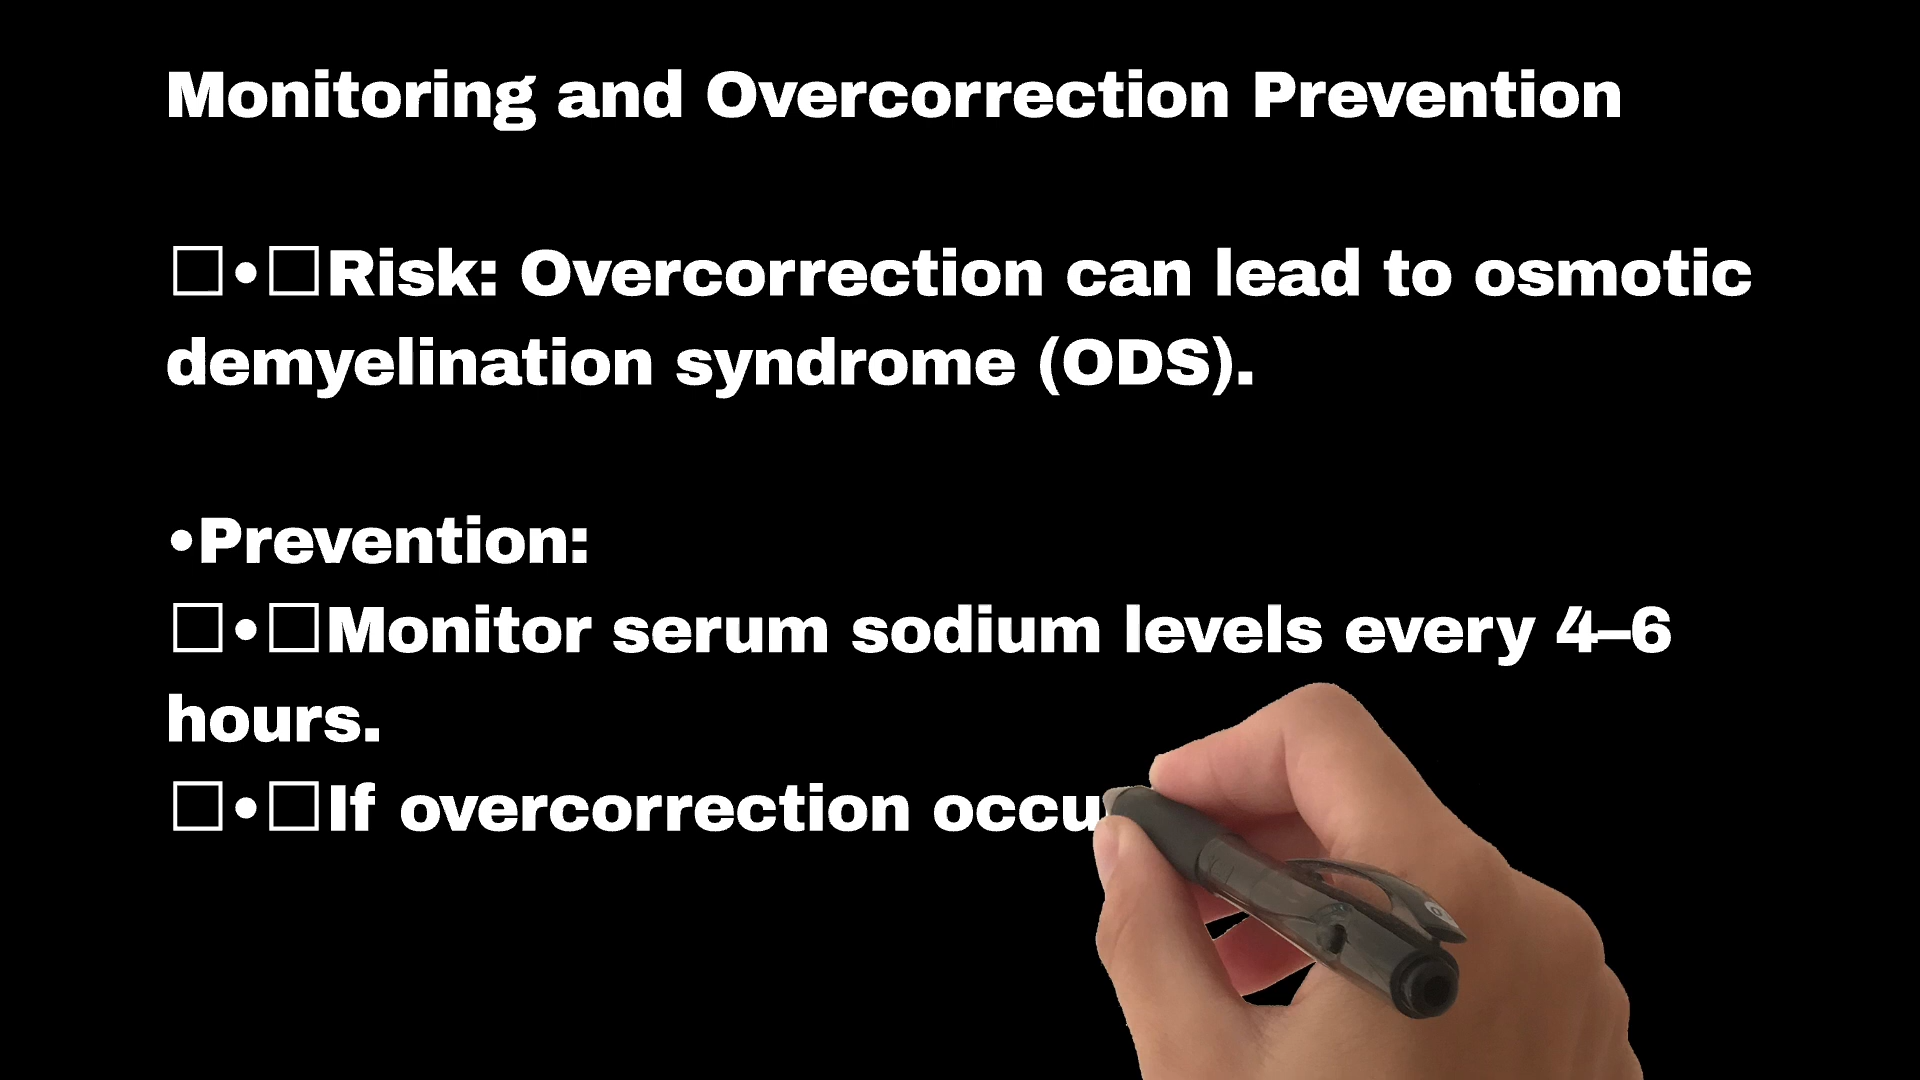 Monitoring and Overcorrection Prevention
□•□Risk: Overcorrection can lead to osmotic
demyelination syndrome (ODS).
•Prevention:
□•□Monitor serum sodium levels every 4–6
hours.
□•□If overcorrection